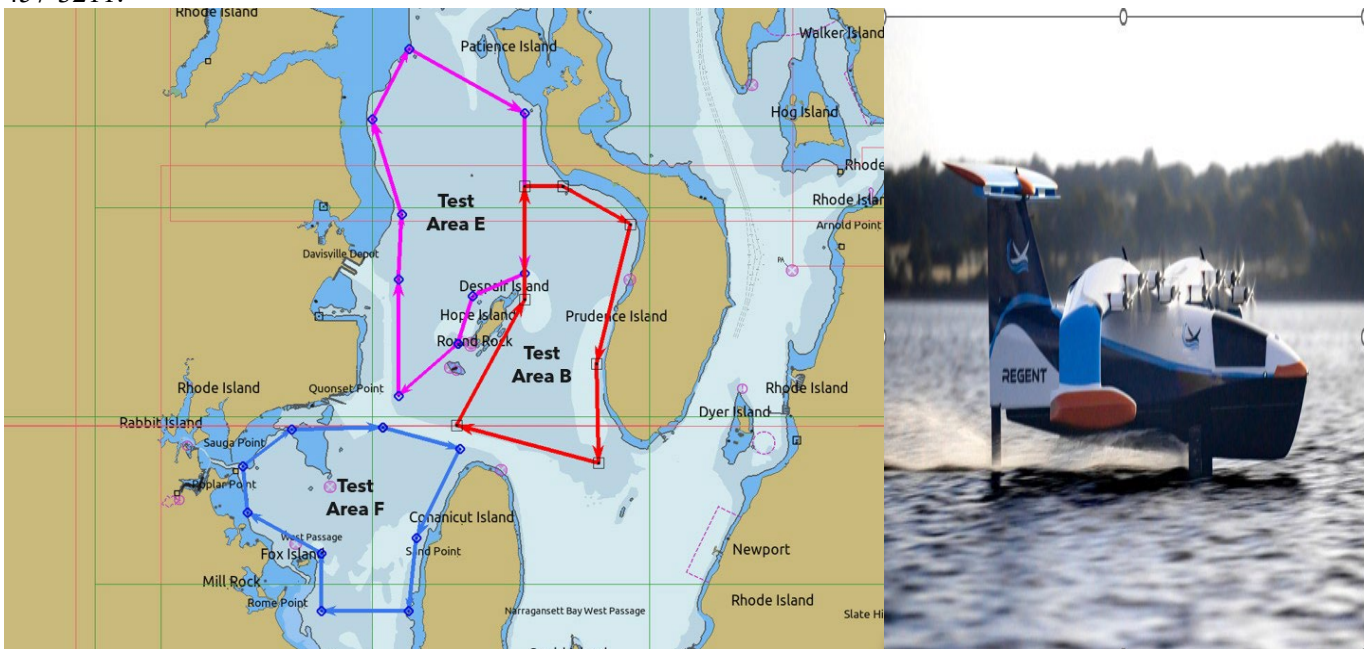 Rhode Island
Patience Island
Walker Island
Hog Island
Rhode
Test
Area E
Rhode Islan
Arnold Point
Davisville Depot
PA
Despair Island
Hope Island
Prudence Island
Round Rock
Test
Area B
Quonset Point
Rhode Island
Rhode Island
Dyer Island
Rabbit Island
Sauga Point
Poplar Point
Test
Area F
Conanicut Island
West Passage
Sand Point
Fox Island
Newport
Mill Rock
Rome Point
Rhode Island
Narragansett Bay West Passage
Slate Hi
REGENT